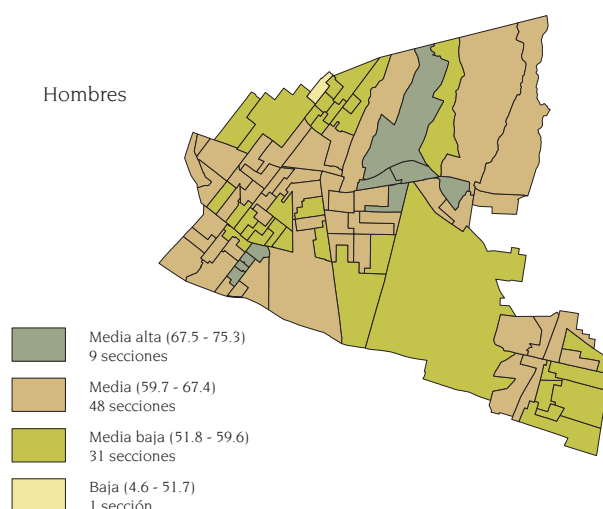 Hombres
Media alta (67.5 - 75.3)
9 secciones
Media (59.7 - 67.4)
48 secciones
Media baja (51.8 - 59.6)
31 secciones
Baja (4.6 - 51.7)
1 sección